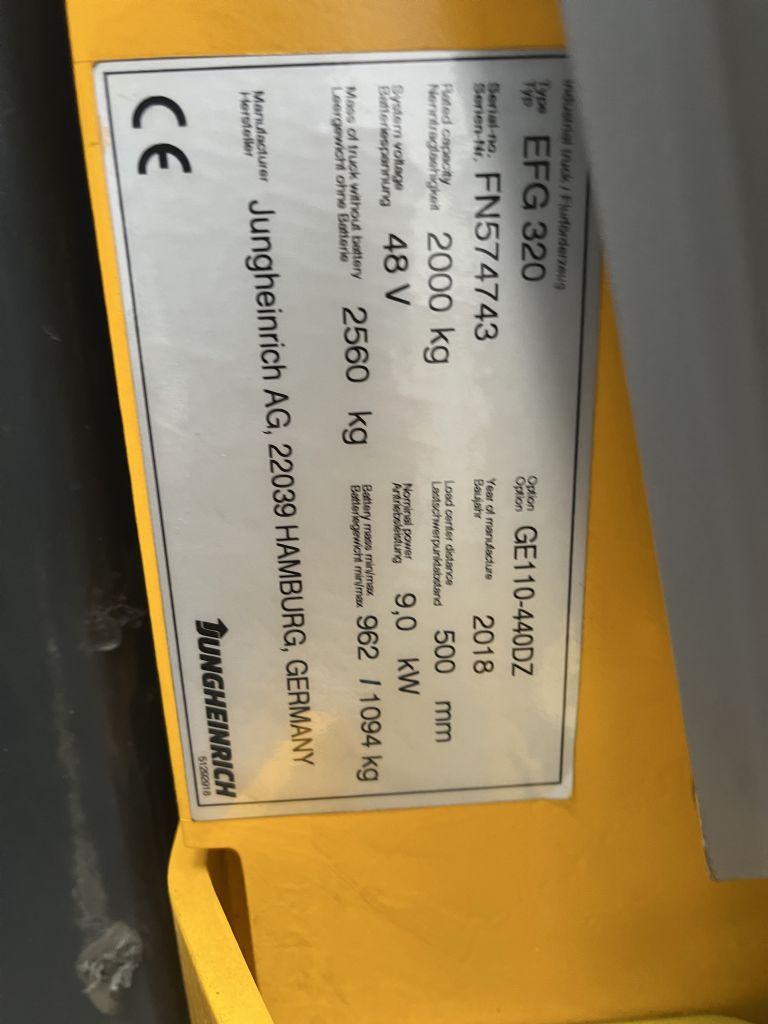 Industrial truck / Flurförderzeug
Type
Typ
EFG 320
Option
Option
GE110-440DZ
Serial-no.
Serien-Nr.
FN574743
Year of manufacture
Baujahr
2018
Rated capacity
Nenntragfaehigkeit
2000 kg
Load center distance
Lastschwerpunktabstand
500 mm
System voltage
Batteriespannung
48 V
Nominal power
Antriebsleistung
9,0 kW
Mass of truck without battery
Leergewicht ohne Batterie
2560 kg
Battery mass min/max
Batteriegewicht min/max
962 / 1094 kg
Manufacturer
Hersteller
Jungheinrich AG, 22039 HAMBURG, GERMANY
CE
JUNGHEINRICH
51292918